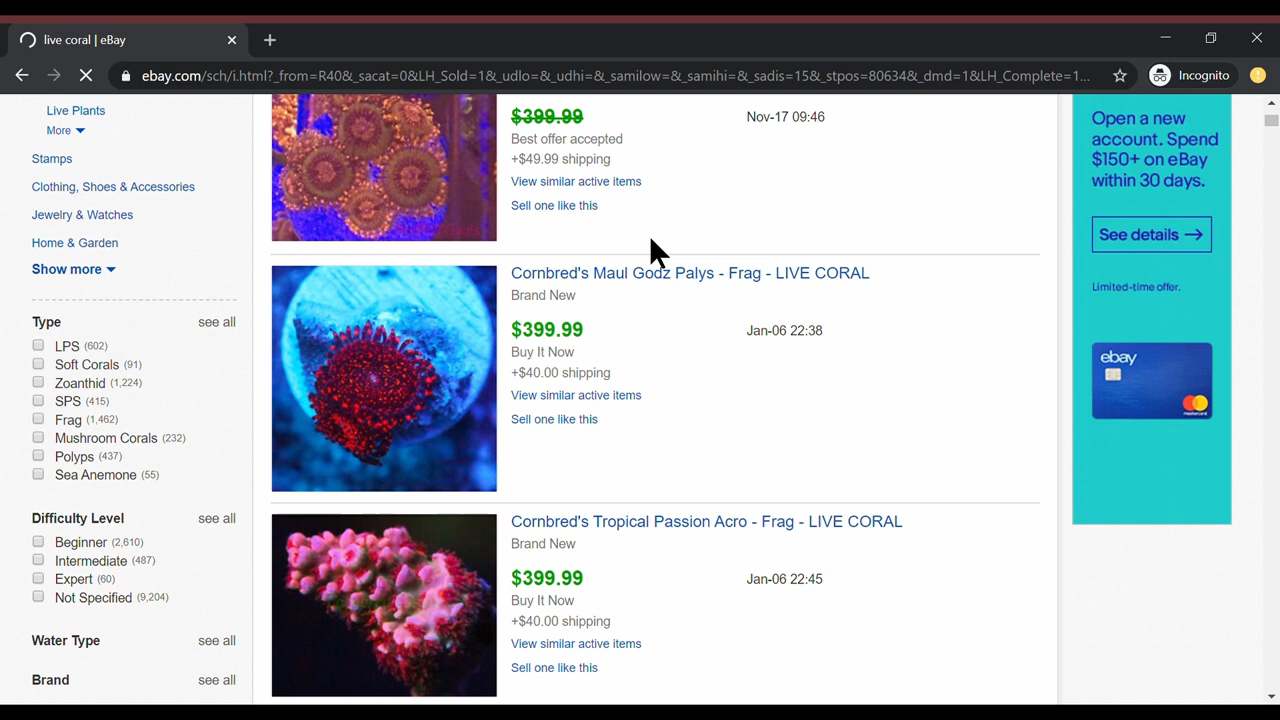 live coral | eBay
ebay.com/sch/i.html?_from=R40&_sacat=0&LH_Sold=1&_udlo=&_udhi=&_samilow=&_samihi=&_sadis=15&_stpos=80634&_dmd=1&LH_Complete=1...
Incognito
Live Plants
More
Stamps
Clothing, Shoes & Accessories
Jewelry & Watches
Home & Garden
Show more
Type see all
LPS (602)
Soft Corals (91)
Zoanthid (1,224)
SPS (415)
Frag (1,462)
Mushroom Corals (232)
Polyps (437)
Sea Anemone (55)
Difficulty Level see all
Beginner (2,610)
Intermediate (487)
Expert (60)
Not Specified (9,204)
Water Type see all
Brand see all
$399.99 Nov-17 09:46
Best offer accepted
+$49.99 shipping
View similar active items
Sell one like this
Cornbred's Maul Godz Palys - Frag - LIVE CORAL
Brand New
$399.99 Jan-06 22:38
Buy It Now
+$40.00 shipping
View similar active items
Sell one like this
Cornbred's Tropical Passion Acro - Frag - LIVE CORAL
Brand New
$399.99 Jan-06 22:45
Buy It Now
+$40.00 shipping
View similar active items
Sell one like this
Open a new
account. Spend
$150+ on eBay
within 30 days.
See details →
Limited-time offer.
ebay
mastercard